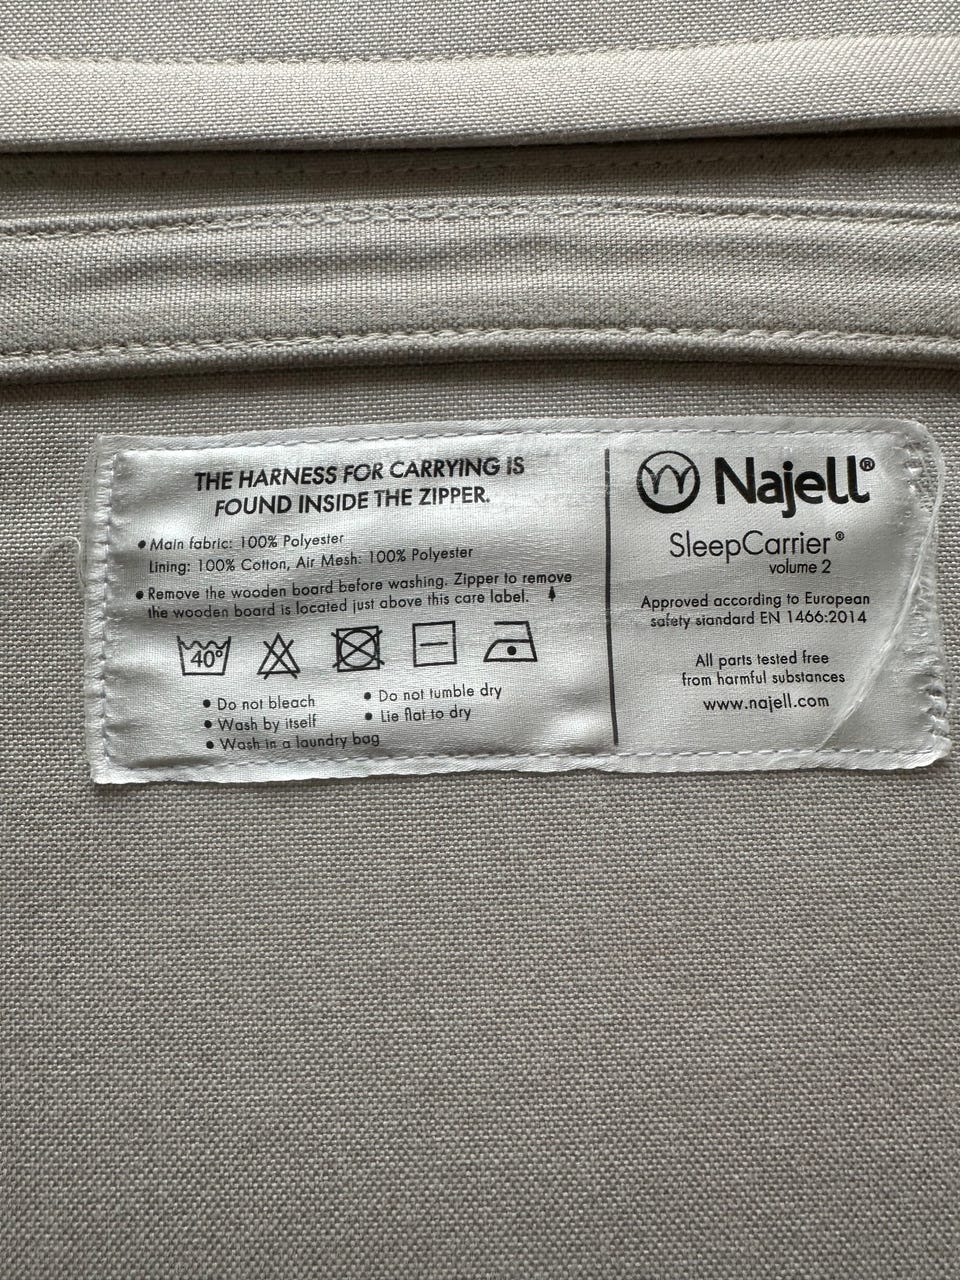 THE HARNESS FOR CARRYING IS
FOUND INSIDE THE ZIPPER.
• Main fabric: 100% Polyester
Lining: 100% Cotton, Air Mesh: 100% Polyester
• Remove the wooden board before washing. Zipper to remove
the wooden board is located just above this care label.
40°
• Do not bleach
• Wash by itself
• Wash in a laundry bag
• Do not tumble dry
• Lie flat to dry
Najell®
SleepCarrier®
volume 2
Approved according to European
safety standard EN 1466:2014
All parts tested free
from harmful substances
www.najell.com